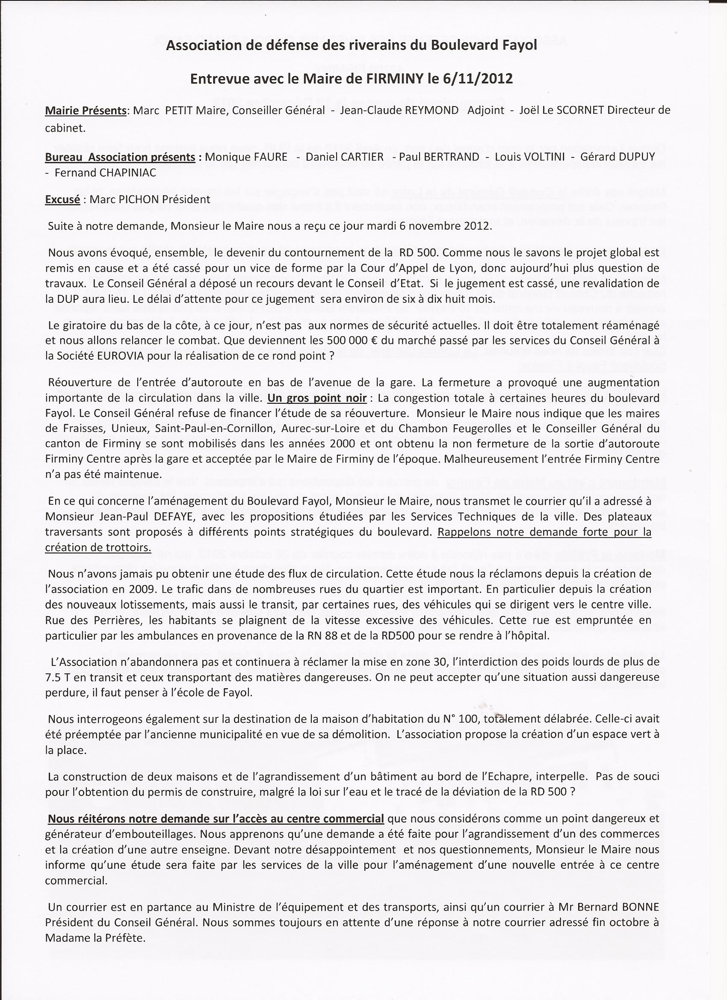 Association de défense des riverains du Boulevard Fayol
Entrevue avec le Maire de FIRMINY le 6/11/2012
Mairie Présents: Marc PETIT Maire, Conseiller Général - Jean-Claude REYMOND Adjoint - Joël Le SCORNET Directeur de
cabinet.
Bureau Association présents : Monique FAURE - Daniel CARTIER - Paul BERTRAND - Louis VOLTINI - Gérard DUPUY
- Fernand CHAPINIAC
Excusé : Marc PICHON Président
Suite à notre demande, Monsieur le Maire nous a reçu ce jour mardi 6 novembre 2012.
Nous avons évoqué, ensemble, le devenir du contournement de la RD 500. Comme nous le savons le projet global est
remis en cause et a été cassé pour un vice de forme par la Cour d'Appel de Lyon, donc aujourd'hui plus question de
travaux. Le Conseil Général a déposé un recours devant le Conseil d'Etat. Si le jugement est cassé, une revalidation de
la DUP aura lieu. Le délai d'attente pour ce jugement sera environ de six à dix huit mois.
Le giratoire du bas de la côte, à ce jour, n'est pas aux normes de sécurité actuelles. Il doit être totalement réaménagé
et nous allons relancer le combat. Que deviennent les 500 000 € du marché passé par les services du Conseil Général à
la Société EUROVIA pour la réalisation de ce rond point ?
Réouverture de l'entrée d'autoroute en bas de l'avenue de la gare. La fermeture a provoqué une augmentation
importante de la circulation dans la ville. Un gros point noir : La congestion totale à certaines heures du boulevard
Fayol. Le Conseil Général refuse de financer l'étude de sa réouverture. Monsieur le Maire nous indique que les maires
de Fraisses, Unieux, Saint-Paul-en-Cornillon, Aurec-sur-Loire et du Chambon Feugerolles et le Conseiller Général du
canton de Firminy se sont mobilisés dans les années 2000 et ont obtenu la non fermeture de la sortie d'autoroute
Firminy Centre après la gare et acceptée par le Maire de Firminy de l'époque. Malheureusement l'entrée Firminy Centre
n'a pas été maintenue.
En ce qui concerne l'aménagement du Boulevard Fayol, Monsieur le Maire, nous transmet le courrier qu'il a adressé à
Monsieur Jean-Paul DEFAYE, avec les propositions étudiées par les Services Techniques de la ville. Des plateaux
traversants sont proposés à différents points stratégiques du boulevard. Rappelons notre demande forte pour la
création de trottoirs.
Nous n'avons jamais pu obtenir une étude des flux de circulation. Cette étude nous la réclamons depuis la création de
l'association en 2009. Le trafic dans de nombreuses rues du quartier est important. En particulier depuis la création
des nouveaux lotissements, mais aussi le transit, par certaines rues, des véhicules qui se dirigent vers le centre ville.
Rue des Perrières, les habitants se plaignent de la vitesse excessive des véhicules. Cette rue est empruntée en
particulier par les ambulances en provenance de la RN 88 et de la RD500 pour se rendre à l'hôpital.
L'Association n'abandonnera pas et continuera à réclamer la mise en zone 30, l'interdiction des poids lourds de plus de
7.5 T en transit et ceux transportant des matières dangereuses. On ne peut accepter qu'une situation aussi dangereuse
perdure, il faut penser à l'école de Fayol.
Nous interrogeons également sur la destination de la maison d'habitation du N° 100, totalement délabrée. Celle-ci avait
été préemptée par l'ancienne municipalité en vue de sa démolition. L'association propose la création d'un espace vert à
la place.
La construction de deux maisons et de l'agrandissement d'un bâtiment au bord de l'Echapre, interpelle. Pas de souci
pour l'obtention du permis de construire, malgré la loi sur l'eau et le tracé de la déviation de la RD 500 ?
Nous réitérons notre demande sur l'accès au centre commercial que nous considérons comme un point dangereux et
générateur d'embouteillages. Nous apprenons qu'une demande a été faite pour l'agrandissement d'un des commerces
et la création d'une autre enseigne. Devant notre désappointement et nos questionnements, Monsieur le Maire nous
informe qu'une étude sera faite par les services de la ville pour l'aménagement d'une nouvelle entrée à ce centre
commercial.
Un courrier est en partance au Ministre de l'équipement et des transports, ainsi qu'un courrier à Mr Bernard BONNE
Président du Conseil Général. Nous sommes toujours en attente d'une réponse à notre courrier adressé fin octobre à
Madame la Préfète.